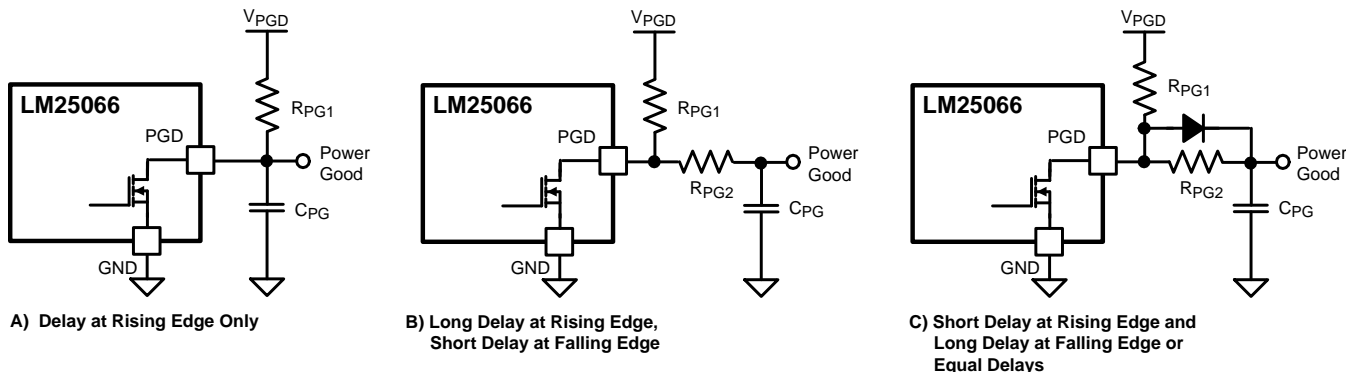 VPGD
LM25066
RPG1
PGD
Power
Good
CPG
GND
A) Delay at Rising Edge Only
VPGD
LM25066
RPG1
PGD
Power
Good
RPG2
CPG
GND
B) Long Delay at Rising Edge,
Short Delay at Falling Edge
VPGD
LM25066
RPG1
PGD
Power
Good
RPG2
CPG
GND
C) Short Delay at Rising Edge and
Long Delay at Falling Edge or
Equal Delays